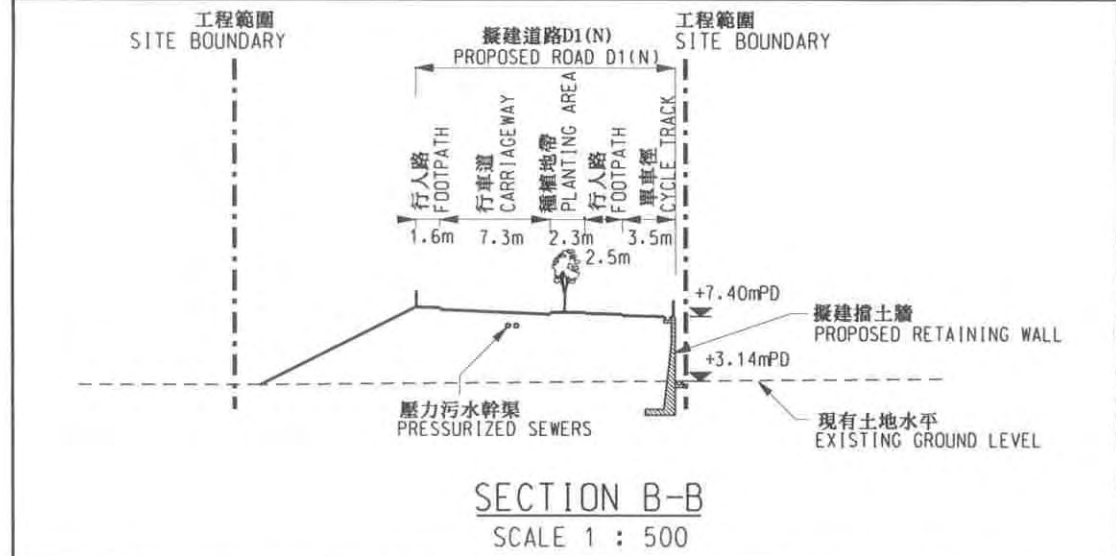 工程範圍
SITE BOUNDARY
擬建道路D1(N)
PROPOSED ROAD D1(N)
工程範圍
SITE BOUNDARY
行人路
FOOTPATH
行車道
CARRIAGEWAY
種植地帶
PLANTING AREA
行人路
FOOTPATH
單車徑
CYCLE TRACK
1.6m
7.3m
2.3m
2.5m
3.5m
+7.40mPD
擬建擋土牆
PROPOSED RETAINING WALL
+3.14mPD
壓力污水幹渠
PRESSURIZED SEWERS
現有土地水平
EXISTING GROUND LEVEL
SECTION B-B
SCALE 1 : 500